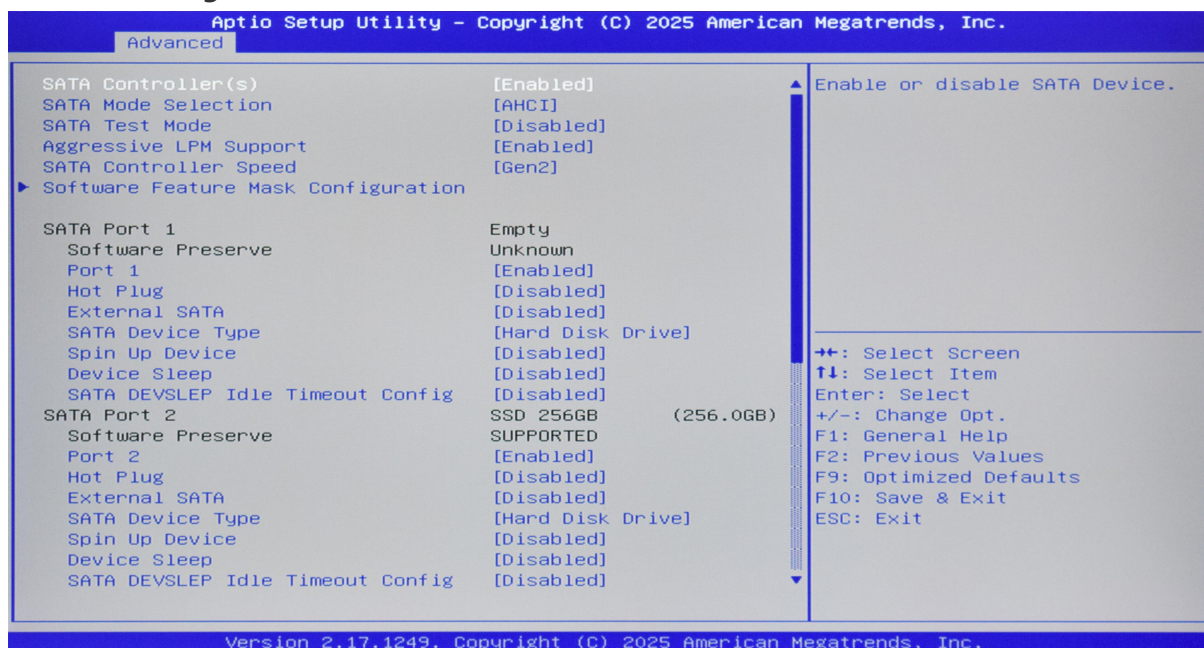 Aptio Setup Utility – Copyright (C) 2025 American Megatrends, Inc.
Advanced
SATA Controller(s) [Enabled]
SATA Mode Selection [AHCI]
SATA Test Mode [Disabled]
Aggressive LPM Support [Enabled]
SATA Controller Speed [Gen2]
Software Feature Mask Configuration
SATA Port 1 Empty
Software Preserve Unknown
Port 1 [Enabled]
Hot Plug [Disabled]
External SATA [Disabled]
SATA Device Type [Hard Disk Drive]
Spin Up Device [Disabled]
Device Sleep [Disabled]
SATA DEVSLEP Idle Timeout Config [Disabled]
SATA Port 2 SSD 256GB (256.0GB)
Software Preserve SUPPORTED
Port 2 [Enabled]
Hot Plug [Disabled]
External SATA [Disabled]
SATA Device Type [Hard Disk Drive]
Spin Up Device [Disabled]
Device Sleep [Disabled]
SATA DEVSLEP Idle Timeout Config [Disabled]
Enable or disable SATA Device.
→←: Select Screen
↑↓: Select Item
Enter: Select
+/-: Change Opt.
F1: General Help
F2: Previous Values
F9: Optimized Defaults
F10: Save & Exit
ESC: Exit
Version 2.17.1249. Copyright (C) 2025 American Megatrends, Inc.